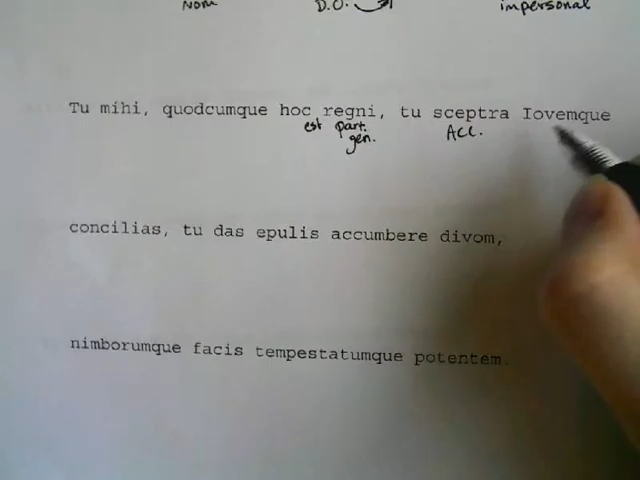 Nom D.O. impersonal
Tu mihi, quodcumque hoc regni, tu sceptra Iovemque
est part. gen. Acc.
concilias, tu das epulis accumbere divom,
nimborumque facis tempestatumque potentem.